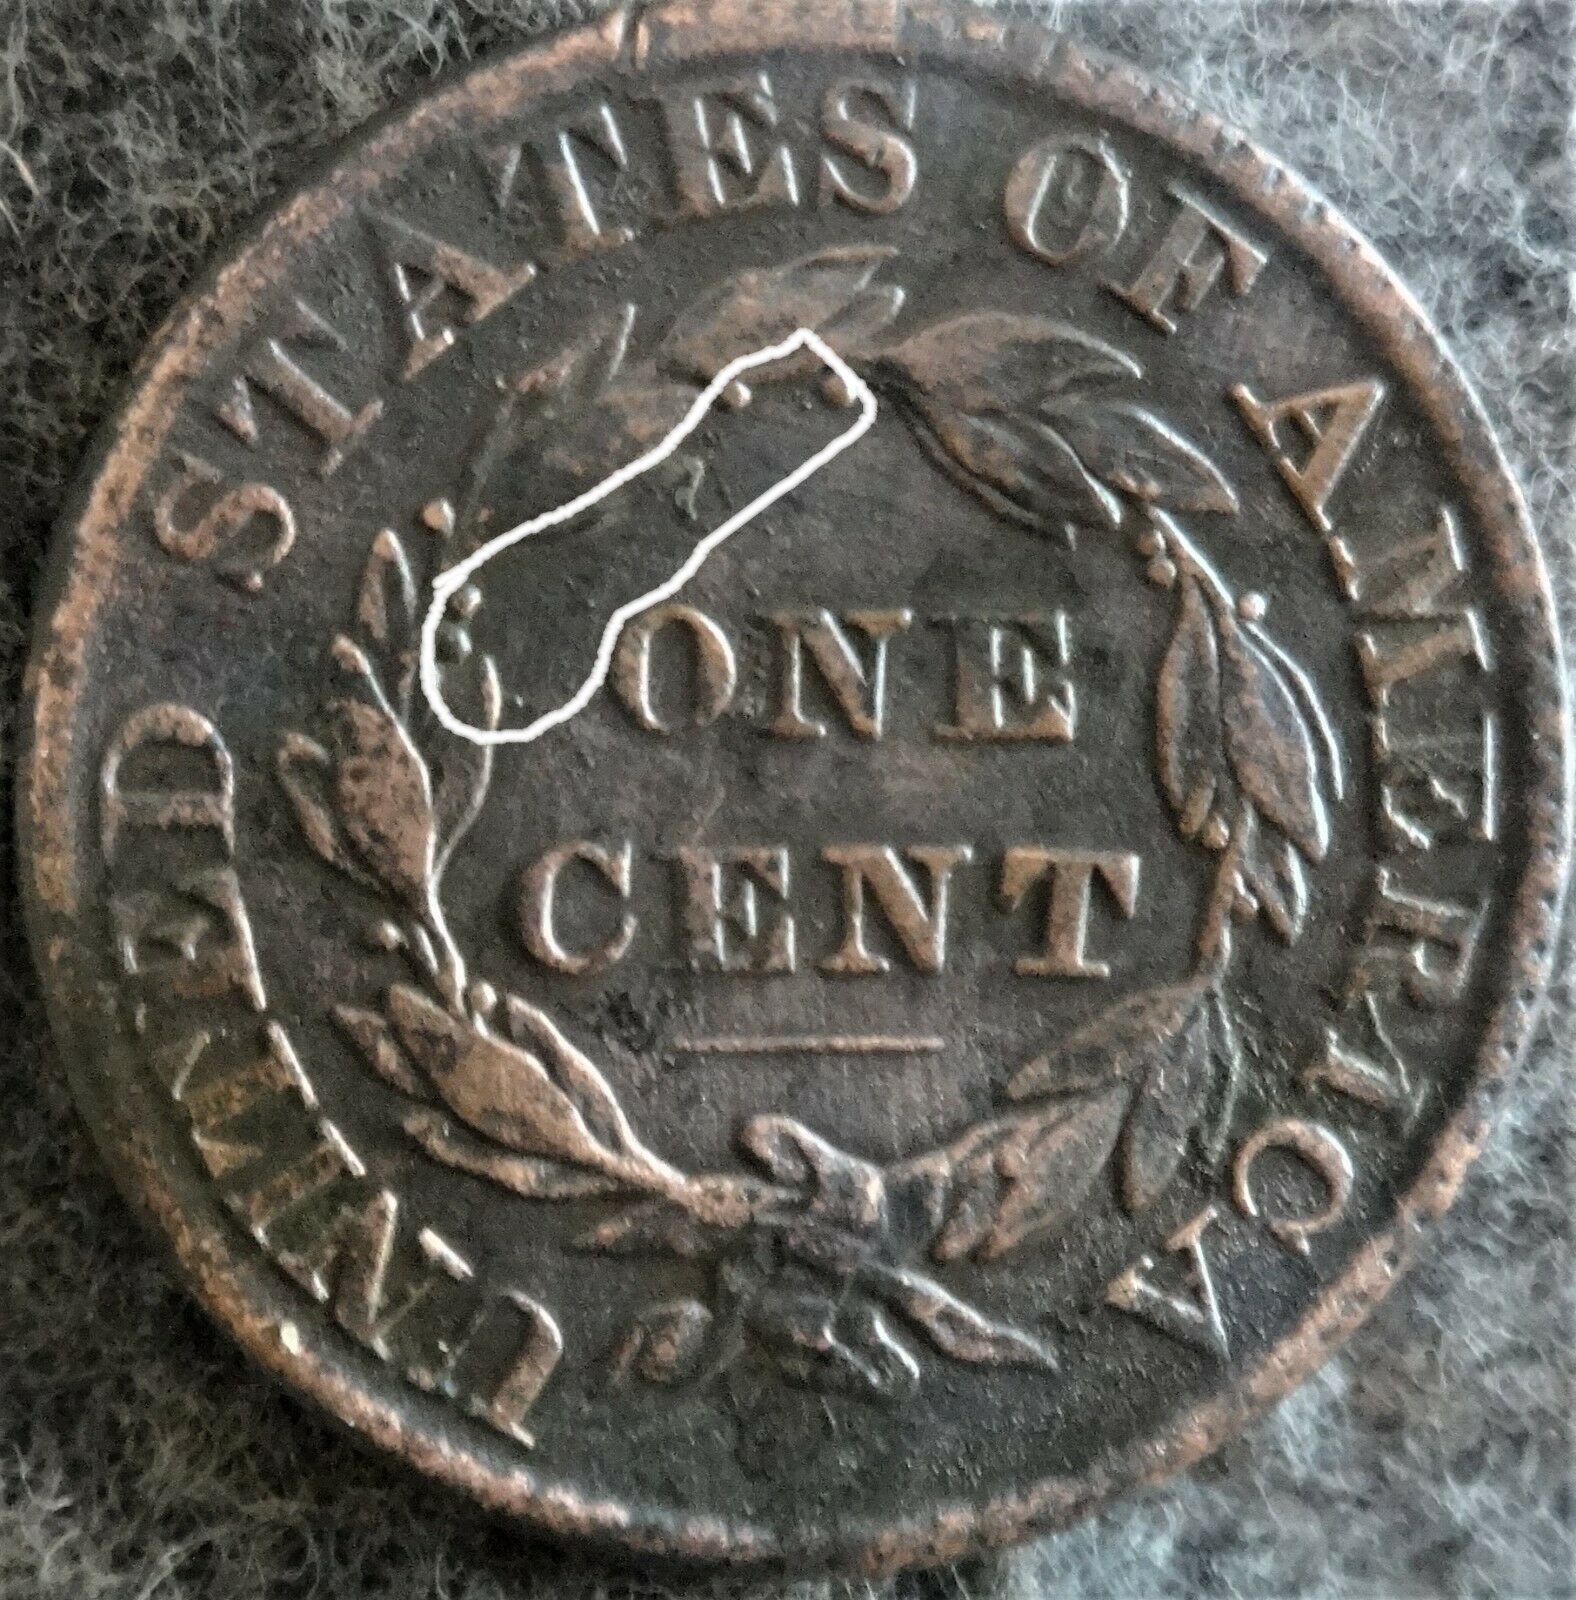 UNITED STATES OF AMERICA
ONE
CENT